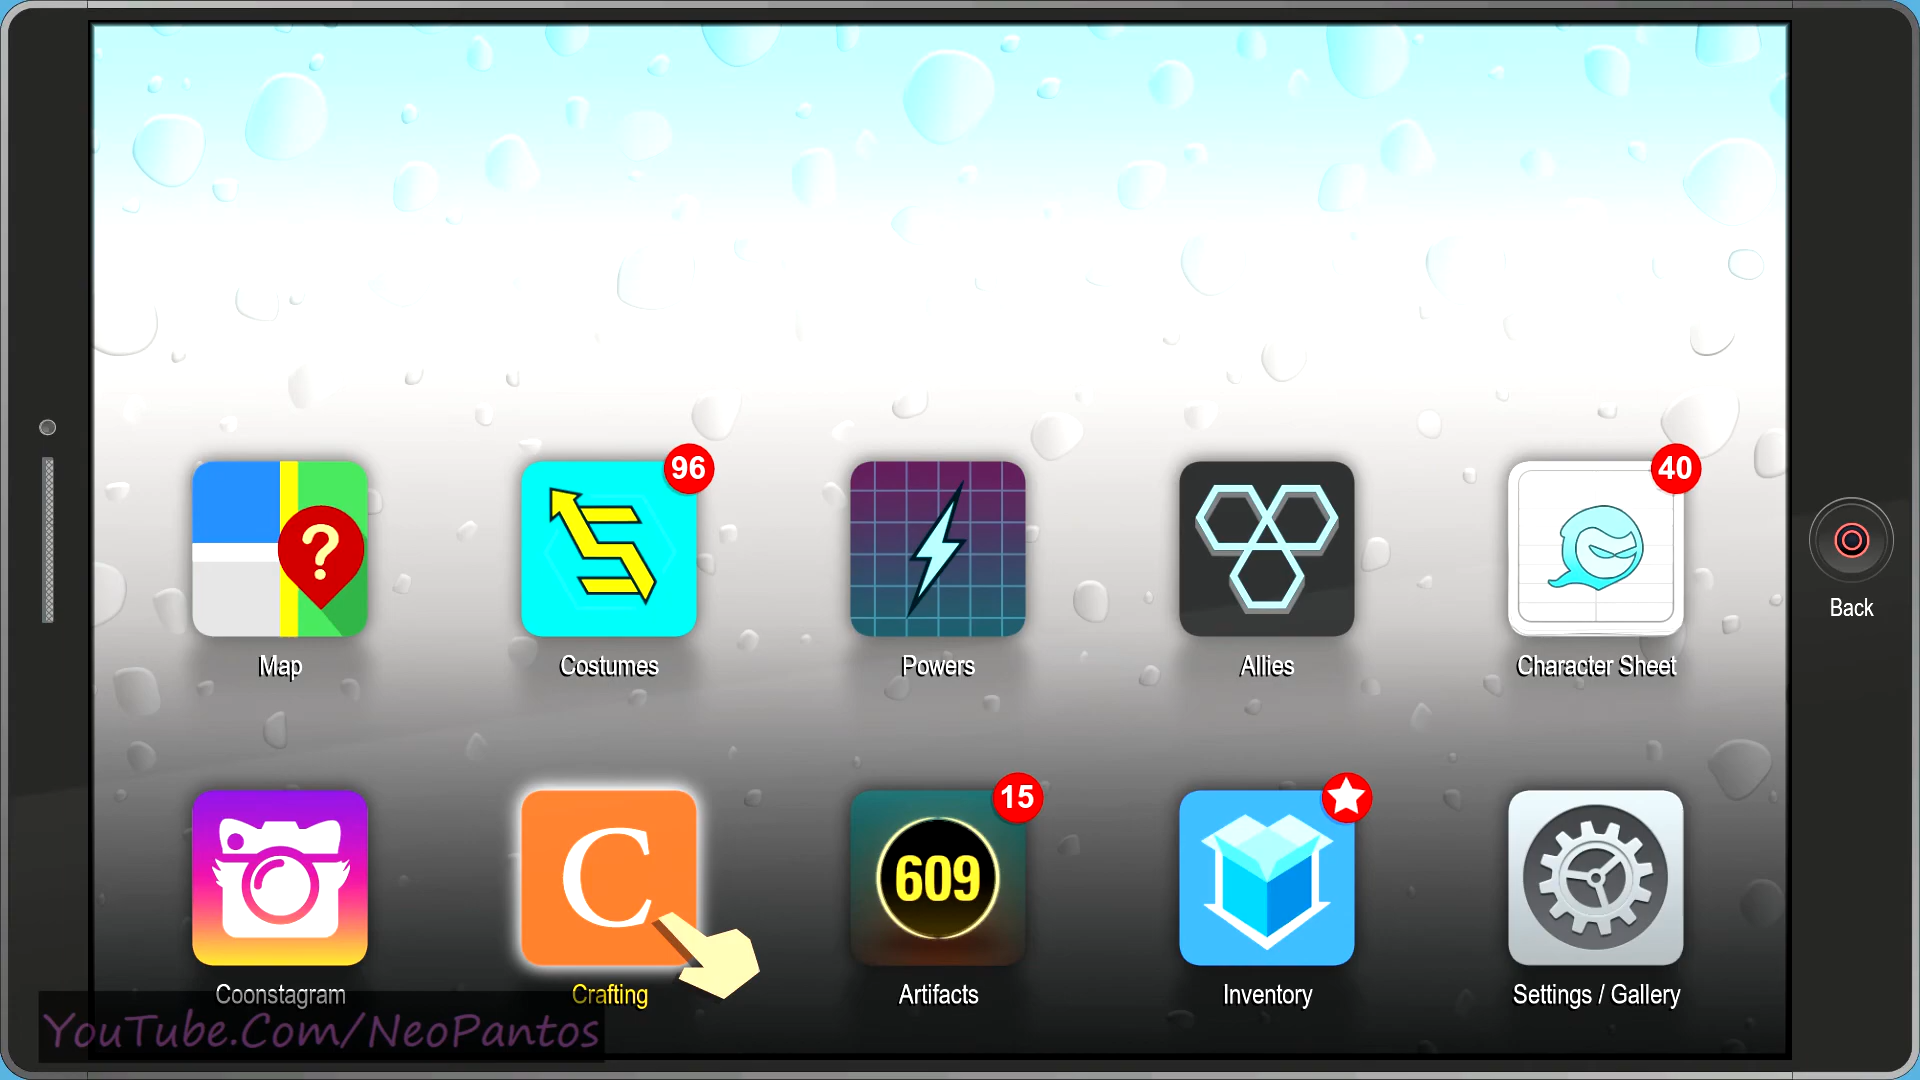 96
40
?
Map
Costumes
Powers
Allies
Character Sheet
Back
15
C
609
Coonstagram
Crafting
Artifacts
Inventory
Settings / Gallery
YouTube.Com/NeoPantos